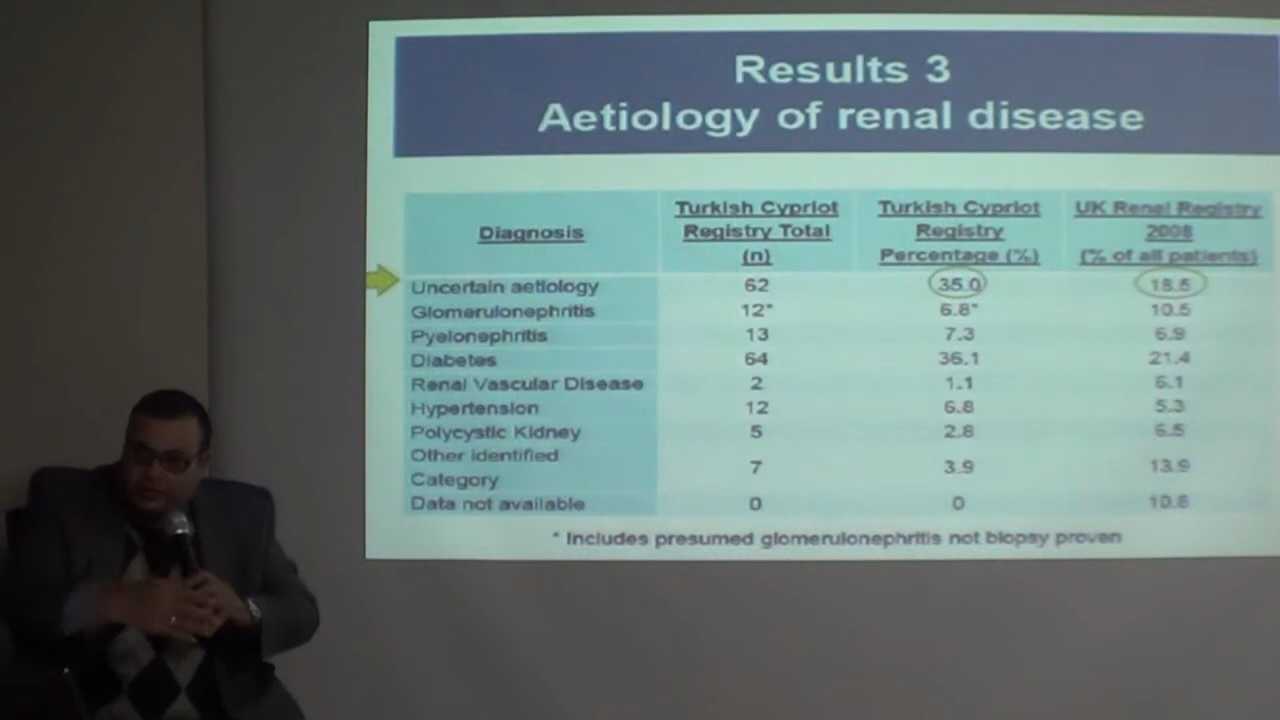 Results 3
Aetiology of renal disease
Diagnosis
Turkish Cypriot
Registry Total
(n)
Turkish Cypriot
Registry
Percentage (%)
UK Renal Registry
2008
(% of all patients)
Uncertain aetiology 62 35.0 18.6
Glomerulonephritis 12* 6.8* 10.5
Pyelonephritis 13 7.3 6.9
Diabetes 64 36.1 21.4
Renal Vascular Disease 2 1.1 6.1
Hypertension 12 6.8 5.3
Polycystic Kidney 5 2.8 6.5
Other identified
Category 7 3.9 13.9
Data not available 0 0 10.8
* Includes presumed glomerulonephritis not biopsy proven